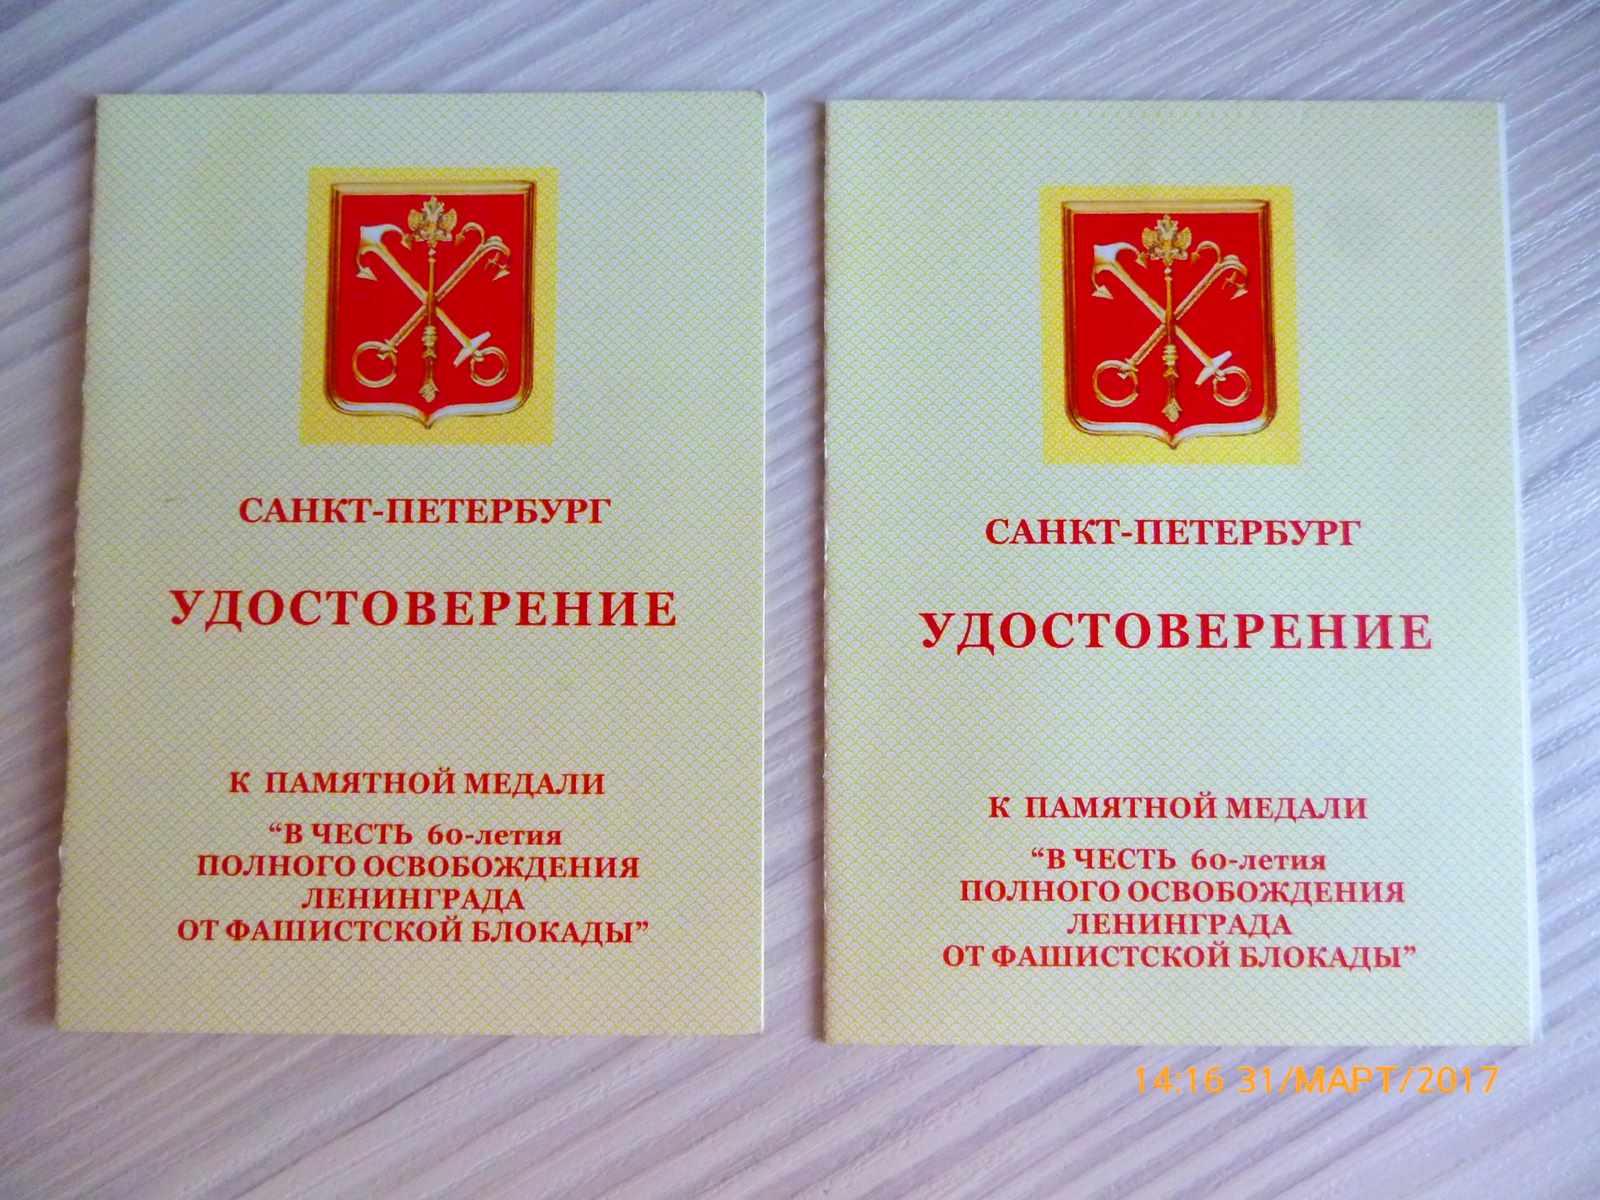 САНКТ-ПЕТЕРБУРГ
УДОСТОВЕРЕНИЕ
К ПАМЯТНОЙ МЕДАЛИ
“В ЧЕСТЬ 60-летия
ПОЛНОГО ОСВОБОЖДЕНИЯ
ЛЕНИНГРАДА
ОТ ФАШИСТСКОЙ БЛОКАДЫ”
САНКТ-ПЕТЕРБУРГ
УДОСТОВЕРЕНИЕ
К ПАМЯТНОЙ МЕДАЛИ
“В ЧЕСТЬ 60-летия
ПОЛНОГО ОСВОБОЖДЕНИЯ
ЛЕНИНГРАДА
ОТ ФАШИСТСКОЙ БЛОКАДЫ”
14:16 31/МАРТ/2017